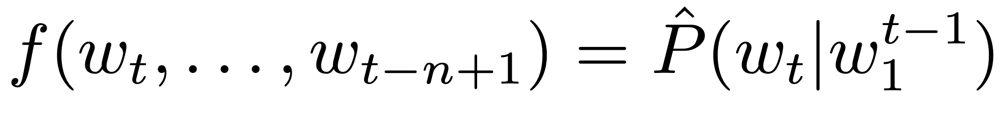 f(w_t, ..., w_{t-n+1}) = \hat{P}(w_t|w_1^{t-1})